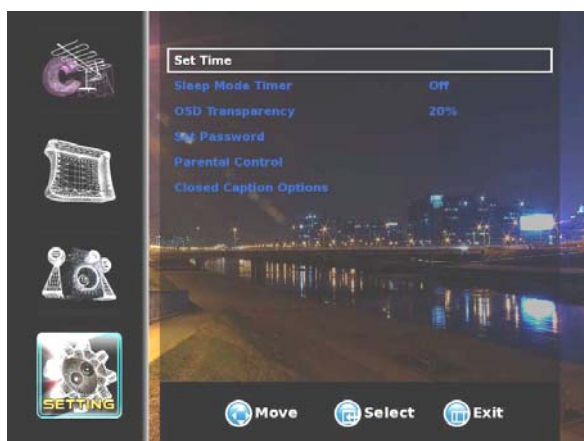 Set Time
Sleep Mode Timer Off
OSD Transparency 20%
Set Password
Parental Control
Closed Caption Options
SETTING
Move Select Exit